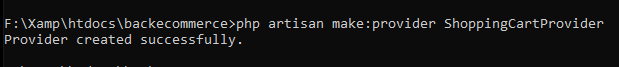 F:\Xamp\htdocs\backecommerce>php artisan make:provider ShoppingCartProvider
Provider created successfully.